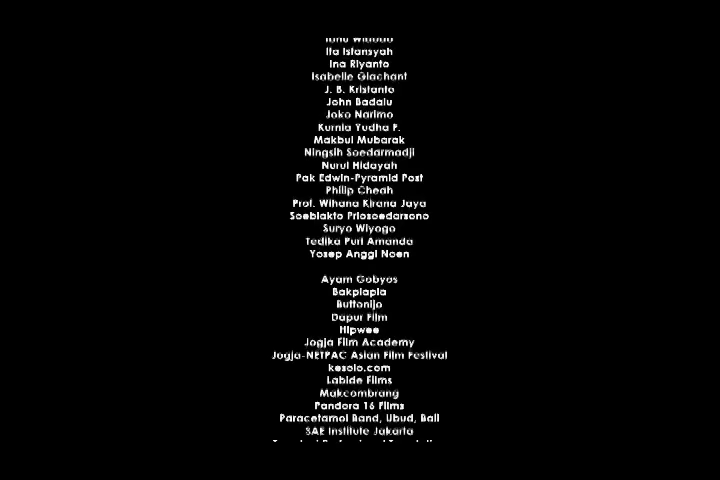 Ifa Isfansyah
Ina Riyanto
Isabelle Glachant
J. B. Kristanto
John Badalu
Joko Narimo
Kurnia Yudha F.
Makbul Mubarak
Ningsih Soedarmadji
Nurul Hidayah
Pak Edwin-Pyramid Post
Philip Cheah
Prof. Wihana Kirana Jaya
Soebiakto Priosoedarsono
Suryo Wiyogo
Tedika Puri Amanda
Yosep Anggi Noen
Ayam Gobyos
Bakpiapia
Buttonijo
Dapur Film
Hipwee
Jogja Film Academy
Jogja-NETPAC Asian Film Festival
kesolo.com
Labide Films
Makcombrang
Pandora 16 Films
Paracetamol Band, Ubud, Bali
SAE Institute Jakarta